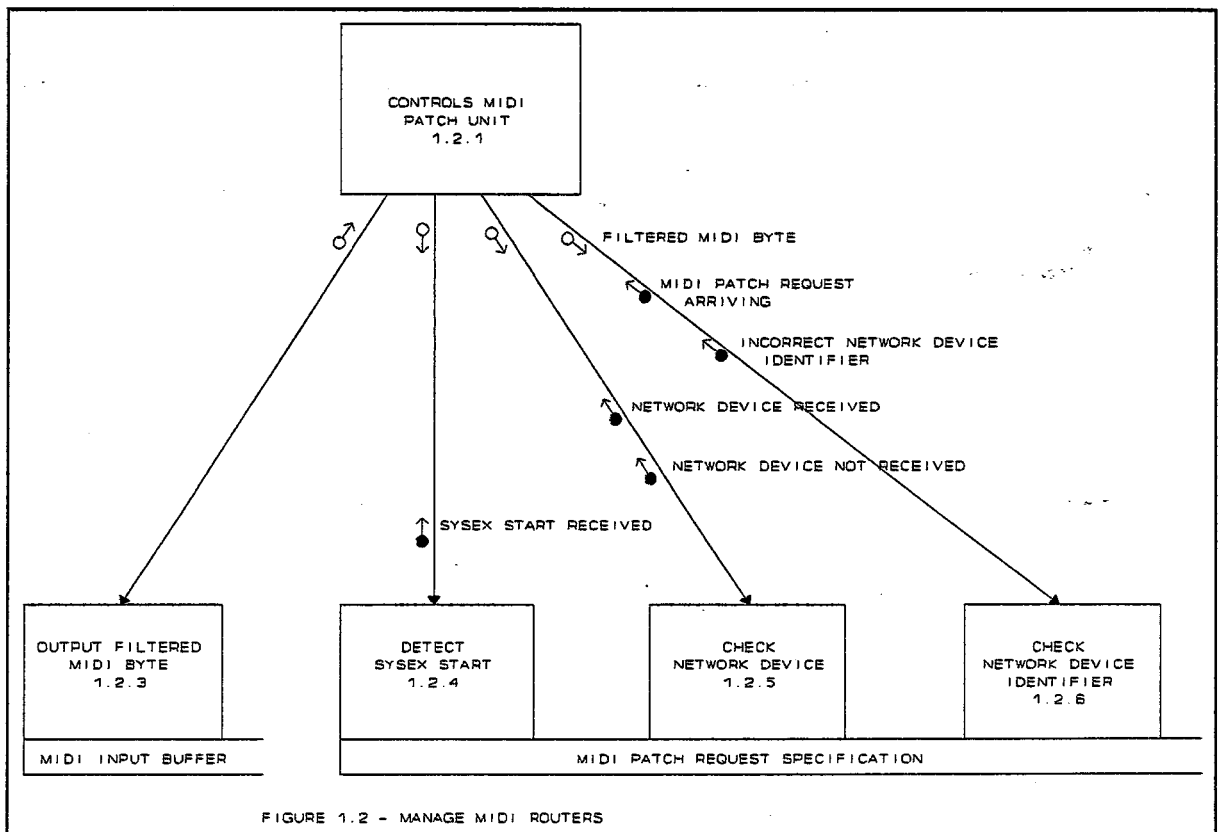 CONTROLS MIDI
PATCH UNIT
1.2.1
FILTERED MIDI BYTE
MIDI PATCH REQUEST
ARRIVING
INCORRECT NETWORK DEVICE
IDENTIFIER
NETWORK DEVICE RECEIVED
NETWORK DEVICE NOT RECEIVED
SYSEX START RECEIVED
OUTPUT FILTERED
MIDI BYTE
1.2.3
DETECT
SYSEX START
1.2.4
CHECK
NETWORK DEVICE
1.2.5
CHECK
NETWORK DEVICE
IDENTIFIER
1.2.6
MIDI INPUT BUFFER
MIDI PATCH REQUEST SPECIFICATION
FIGURE 1.2 - MANAGE MIDI ROUTERS